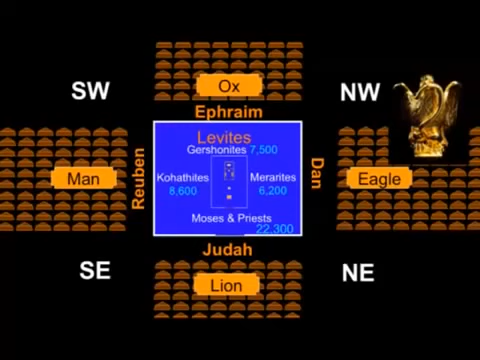 Ox
SW
NW
Ephraim
Levites
Gershonites 7,500
Reuben
Man
Kohathites
8,600
Merarites
6,200
Dan
Eagle
Moses & Priests
22,300
Judah
SE
NE
Lion